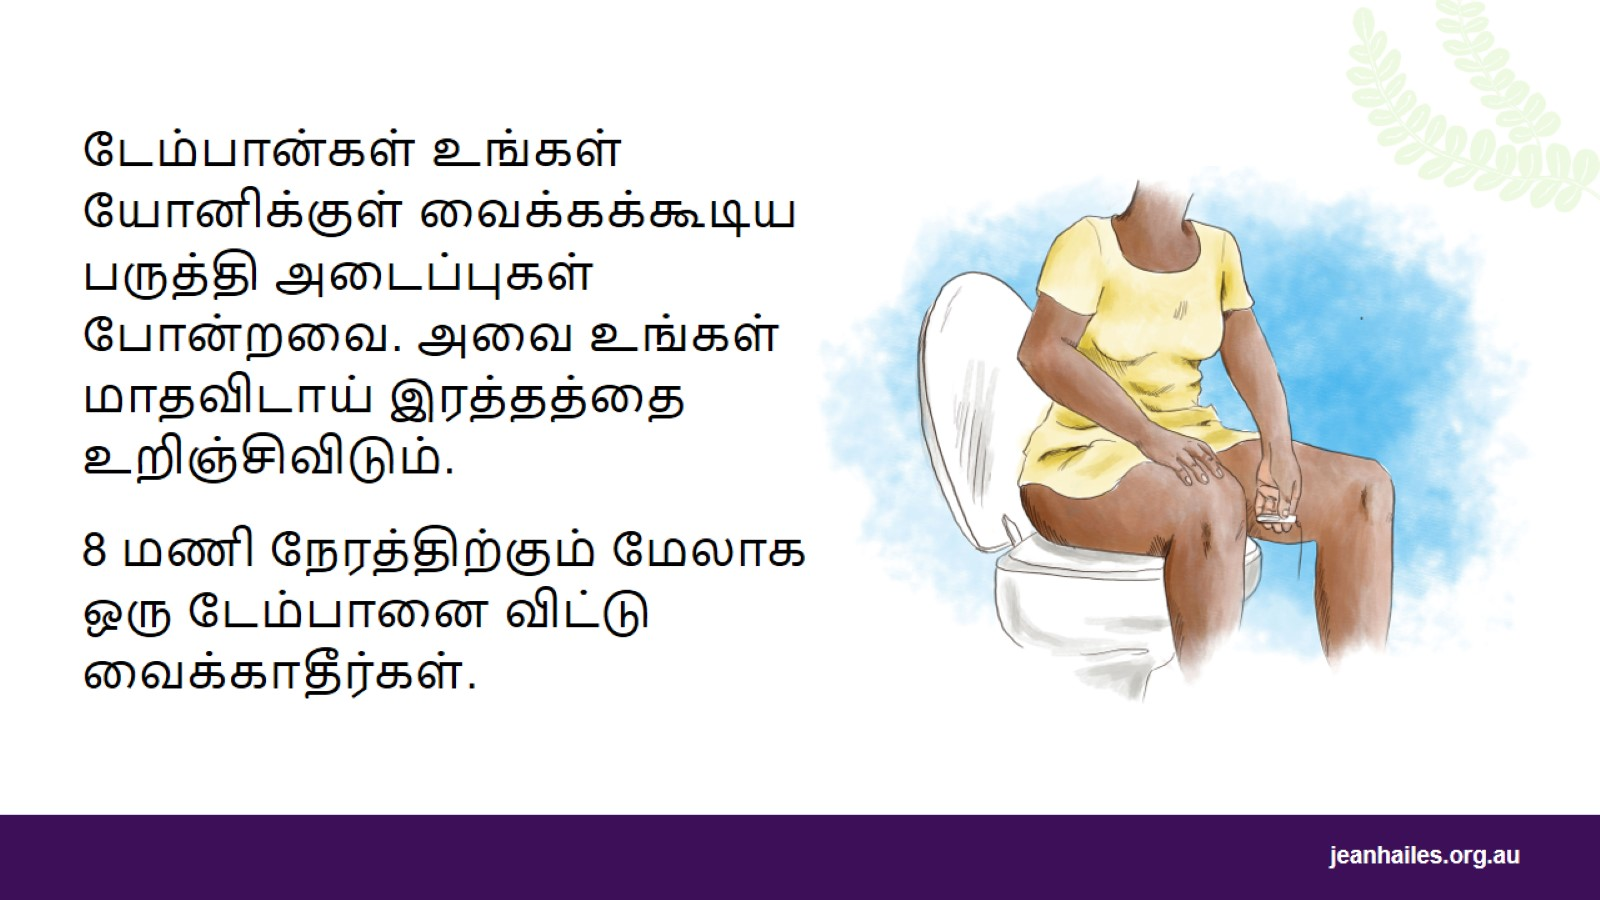 டேம்பான்கள் உங்கள்
யோனிக்குள் வைக்கக்கூடிய
பருத்தி அடைப்புகள்
போன்றவை. அவை உங்கள்
மாதவிடாய் இரத்தத்தை
உறிஞ்சிவிடும்.
8 மணி நேரத்திற்கும் மேலாக
ஒரு டேம்பானை விட்டு
வைக்காதீர்கள்.
jeanhailes.org.au